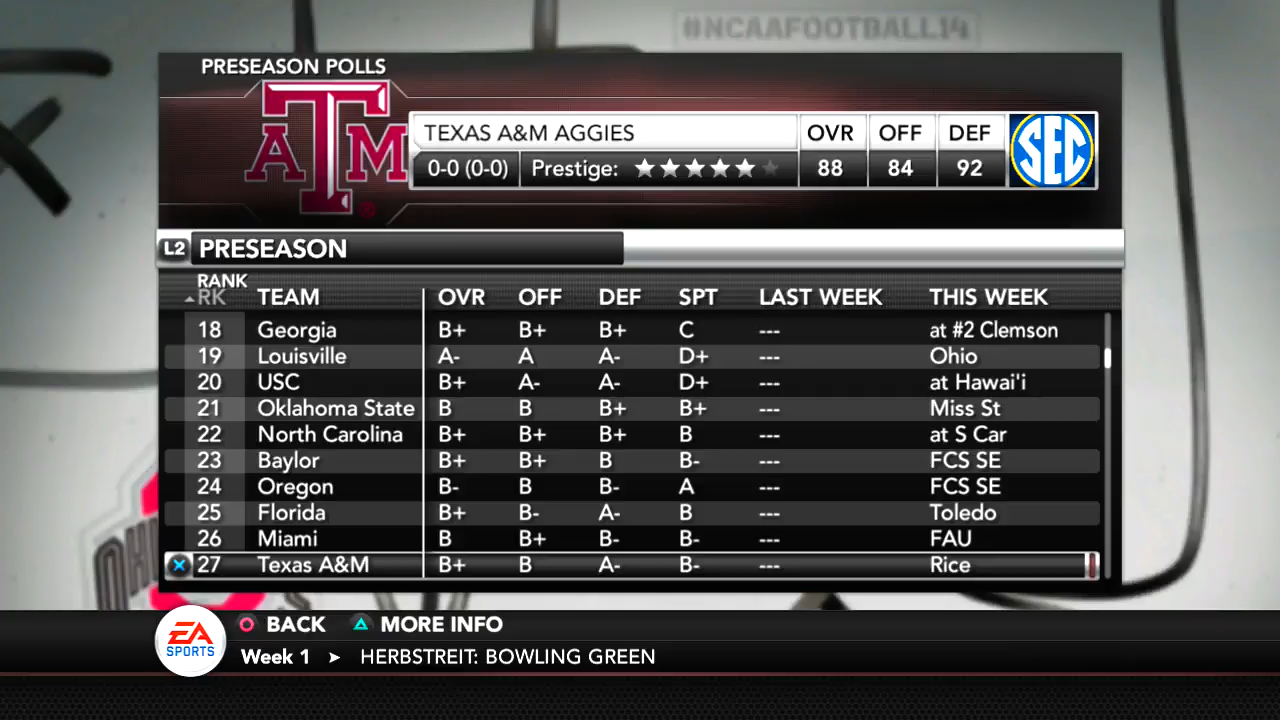 #NCAAFOOTBALL14
PRESEASON POLLS
ATM
TEXAS A&M AGGIES OVR OFF DEF SEC
0-0 (0-0) Prestige: 88 84 92
L2 PRESEASON
RANK
RK TEAM OVR OFF DEF SPT LAST WEEK THIS WEEK
18 Georgia B+ B+ B+ C --- at #2 Clemson
19 Louisville A- A A- D+ --- Ohio
20 USC B+ A- A- D+ --- at Hawai'i
21 Oklahoma State B B B+ B+ --- Miss St
22 North Carolina B+ B+ B+ B --- at S Car
23 Baylor B+ B+ B B- --- FCS SE
24 Oregon B- B B- A --- FCS SE
25 Florida B+ B- A- B --- Toledo
26 Miami B B+ B- B- --- FAU
27 Texas A&M B+ B A- B- --- Rice
BACK MORE INFO
EA
SPORTS
Week 1 HERBSTREIT: BOWLING GREEN